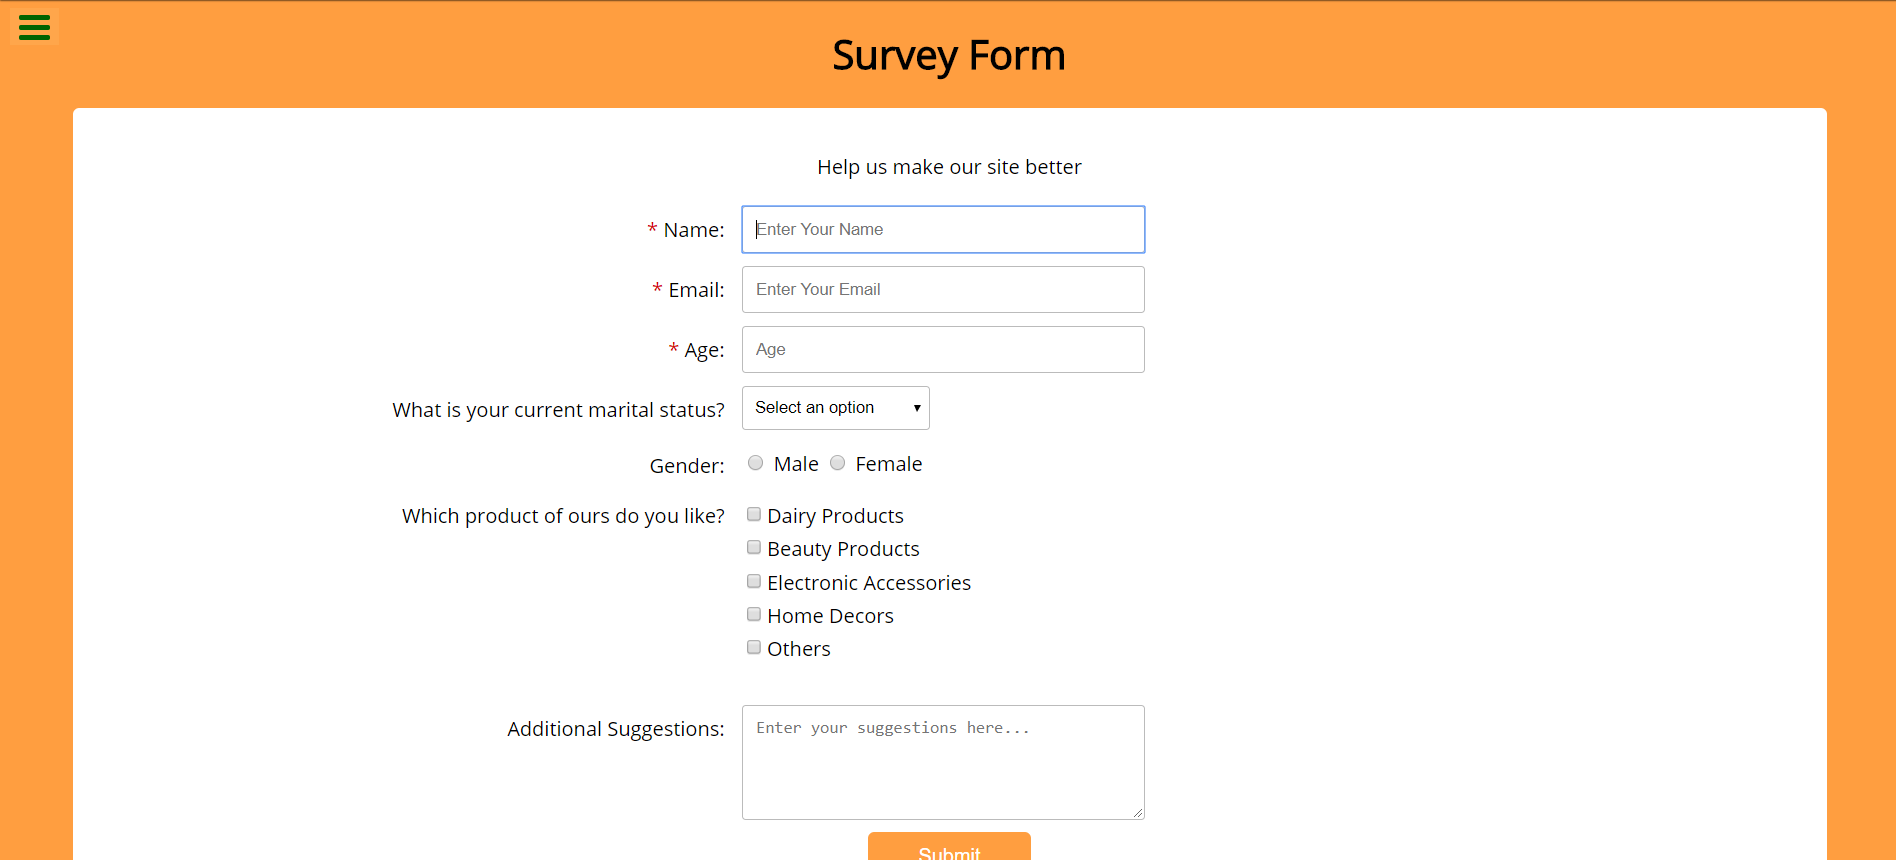 Survey Form
Help us make our site better
* Name: Enter Your Name
* Email: Enter Your Email
* Age: Age
What is your current marital status? Select an option
Gender: Male Female
Which product of ours do you like? Dairy Products
Beauty Products
Electronic Accessories
Home Decors
Others
Additional Suggestions: Enter your suggestions here...
Submit